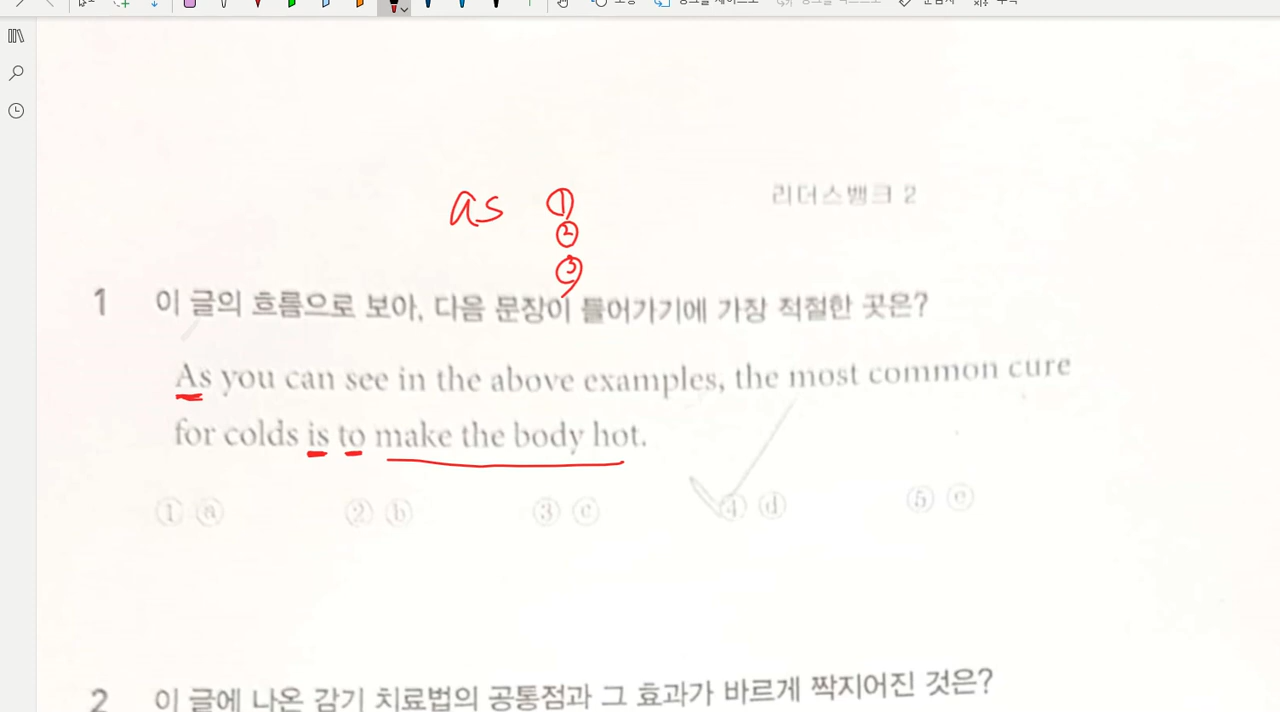 as ①
②
③
리더스뱅크 2
1 이 글의 흐름으로 보아, 다음 문장이 들어가기에 가장 적절한 곳은?
As you can see in the above examples, the most common cure
for colds is to make the body hot.
① ⓐ ② ⓑ ③ ⓒ ④ ⓓ ⑤ ⓔ
2 이 글에 나온 감기 치료법의 공통점과 그 효과가 바르게 짝지어진 것은?